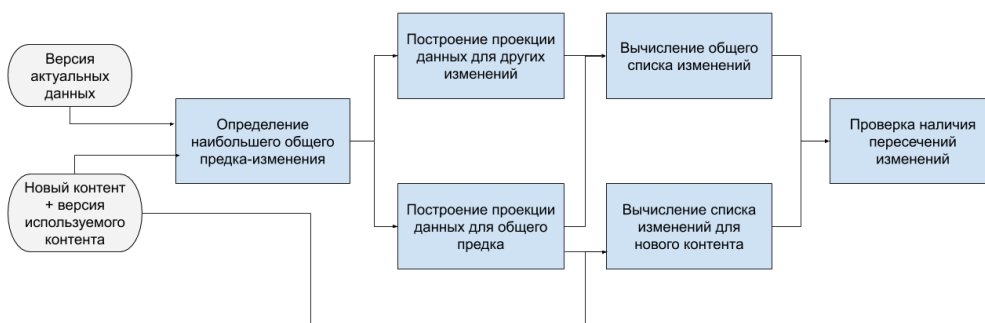 Версия
актуальных
данных
Новый контент
+ версия
используемого
контента
Определение
наибольшего общего
предка-изменения
Построение проекции
данных для других
изменений
Построение проекции
данных для общего
предка
Вычисление общего
списка изменений
Вычисление списка
изменений для
нового контента
Проверка наличия
пересечений
изменений